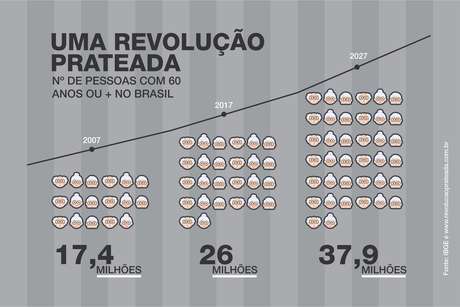 UMA REVOLUÇÃO
PRATEADA
Nº DE PESSOAS COM 60
ANOS OU + NO BRASIL
2007
2017
2027
17,4
MILHÕES
26
MILHÕES
37,9
MILHÕES
Fonte: IBGE e www.revolucaoprateada.com.br